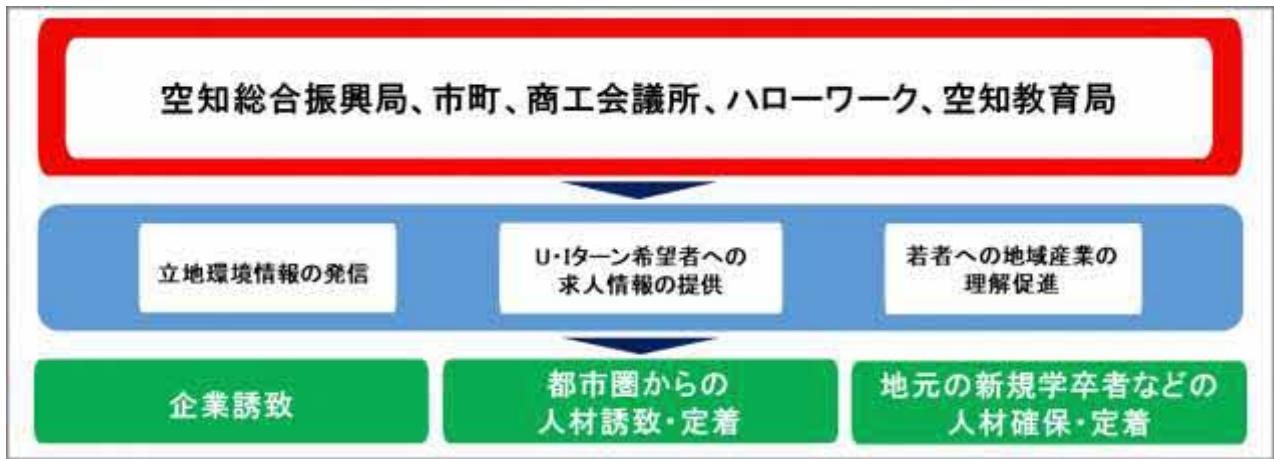 空知総合振興局、市町、商工会議所、ハローワーク、空知教育局
立地環境情報の発信
U・Iターン希望者への
求人情報の提供
若者への地域産業の
理解促進
企業誘致
都市圏からの
人材誘致・定着
地元の新規学卒者などの
人材確保・定着